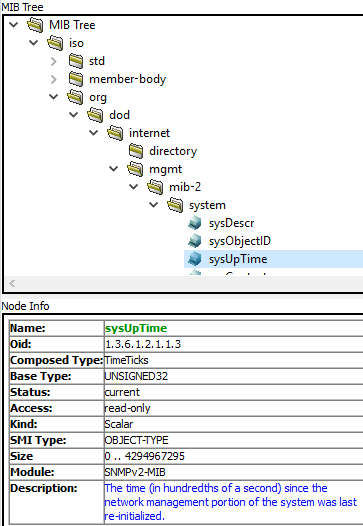 MIB Tree
MIB Tree
iso
std
member-body
org
dod
internet
directory
mgmt
mib-2
system
sysDescr
sysObjectID
sysUpTime
Node Info
Name: sysUpTime
Oid: 1.3.6.1.2.1.1.3
Composed Type: TimeTicks
Base Type: UNSIGNED32
Status: current
Access: read-only
Kind: Scalar
SMI Type: OBJECT-TYPE
Size 0 .. 4294967295
Module: SNMPv2-MIB
Description: The time (in hundredths of a second) since the
network management portion of the system was last
re-initialized.